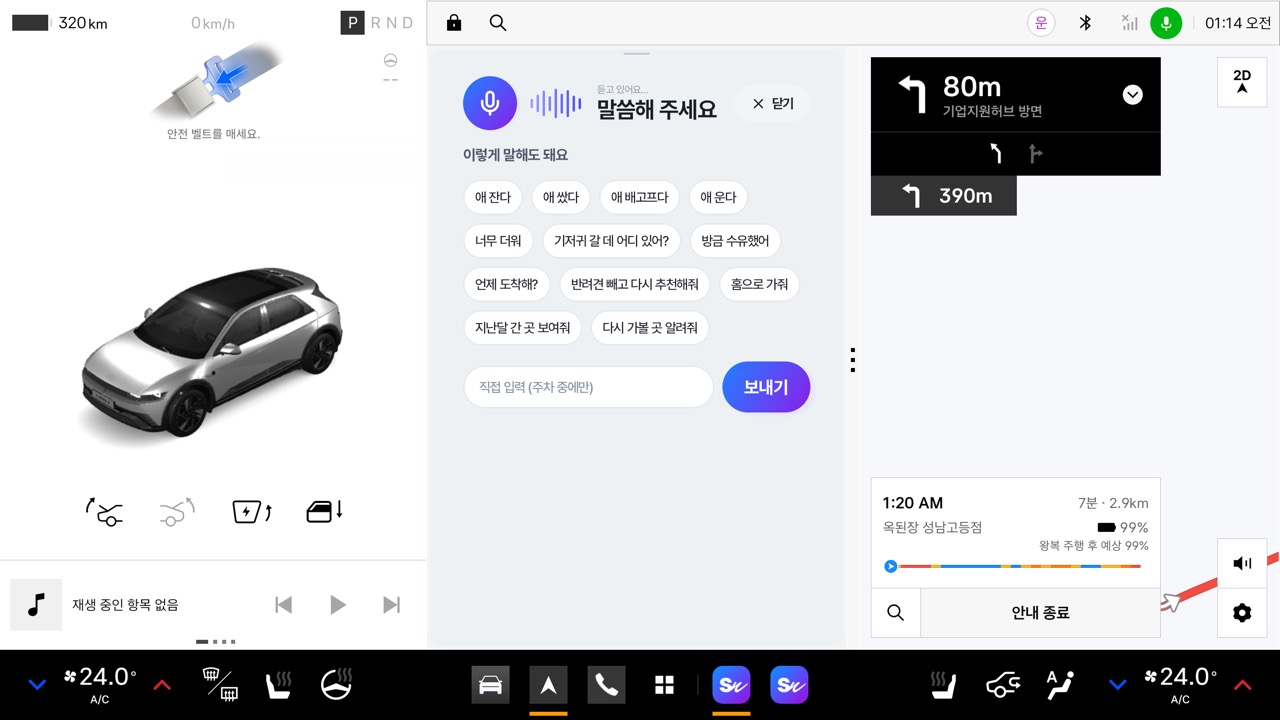 320 km
0 km/h
P R N D
운
01:14 오전
안전 벨트를 매세요.
재생 중인 항목 없음
듣고 있어요...
말씀해 주세요
닫기
이렇게 말해도 돼요
애 잔다
애 쌌다
애 배고프다
애 운다
너무 더워
기저귀 갈 데 어디 있어?
방금 수유했어
언제 도착해?
반려견 빼고 다시 추천해줘
홈으로 가줘
지난달 간 곳 보여줘
다시 가볼 곳 알려줘
직접 입력 (주차 중에만)
보내기
80m
기업지원허브 방면
390m
2D
1:20 AM
7분 · 2.9km
옥된장 성남고등점
99%
왕복 주행 후 예상 99%
안내 종료
24.0°
A/C
Sv
Sv
A
24.0°
A/C